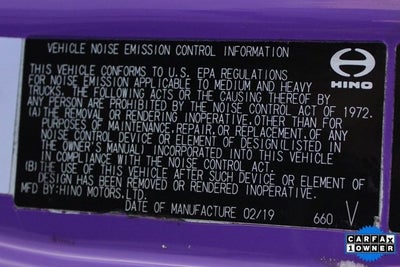 VEHICLE NOISE EMISSION CONTROL INFORMATION
HINO
THIS VEHICLE CONFORMS TO U.S. EPA REGULATIONS
FOR NOISE EMISSION APPLICABLE TO MEDIUM AND HEAVY
TRUCKS. THE FOLLOWING ACTS OR THE CAUSING THEREOF BY
ANY PERSON ARE PROHIBITED BY THE NOISE CONTROL ACT OF 1972.
(A) THE REMOVAL OR RENDERING INOPERATIVE, OTHER THAN FOR
PURPOSES OF MAINTENANCE, REPAIR, OR REPLACEMENT, OF ANY
NOISE CONTROL DEVICE OR ELEMENT OF DESIGN(LISTED IN
THE OWNER'S MANUAL) INCORPORATED INTO THIS VEHICLE
IN COMPLIANCE WITH THE NOISE CONTROL ACT.
(B) THE USE OF THIS VEHICLE AFTER SUCH DEVICE OR ELEMENT OF
DESIGN HAS BEEN REMOVED OR RENDERED INOPERATIVE.
MFD BY:HINO MOTORS,LTD.
DATE OF MANUFACTURE 02/19 660 V
CARFAX
1 OWNER